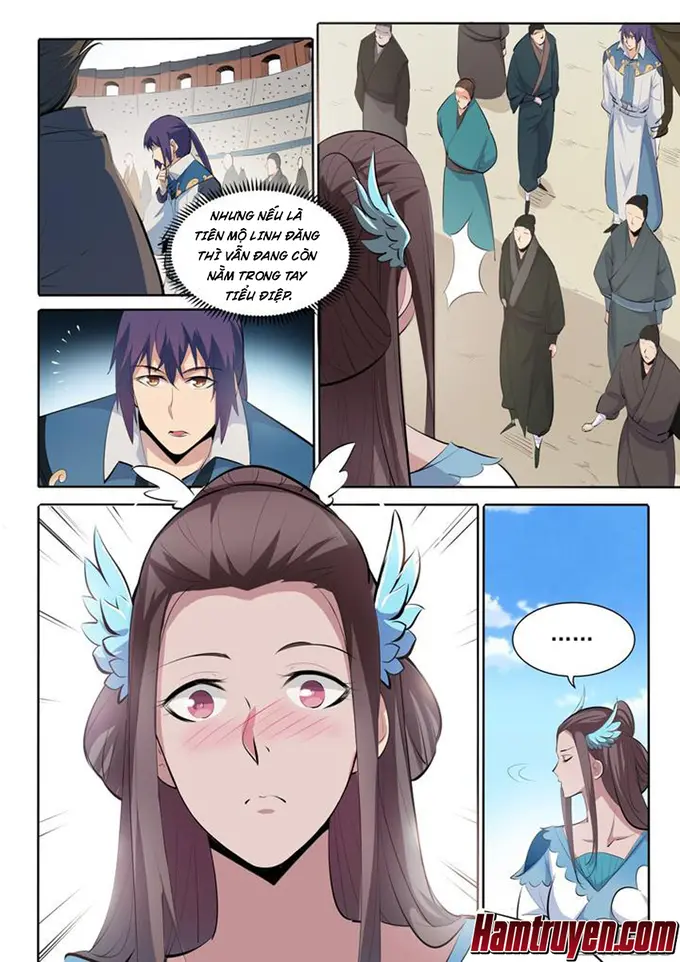 NHƯNG NẾU LÀ
TIÊN MỘ LINH ĐĂNG
THÌ VẪN ĐANG CÒN
NẰM TRONG TAY
TIỂU ĐIỆP.
......
Hamtruyen.com